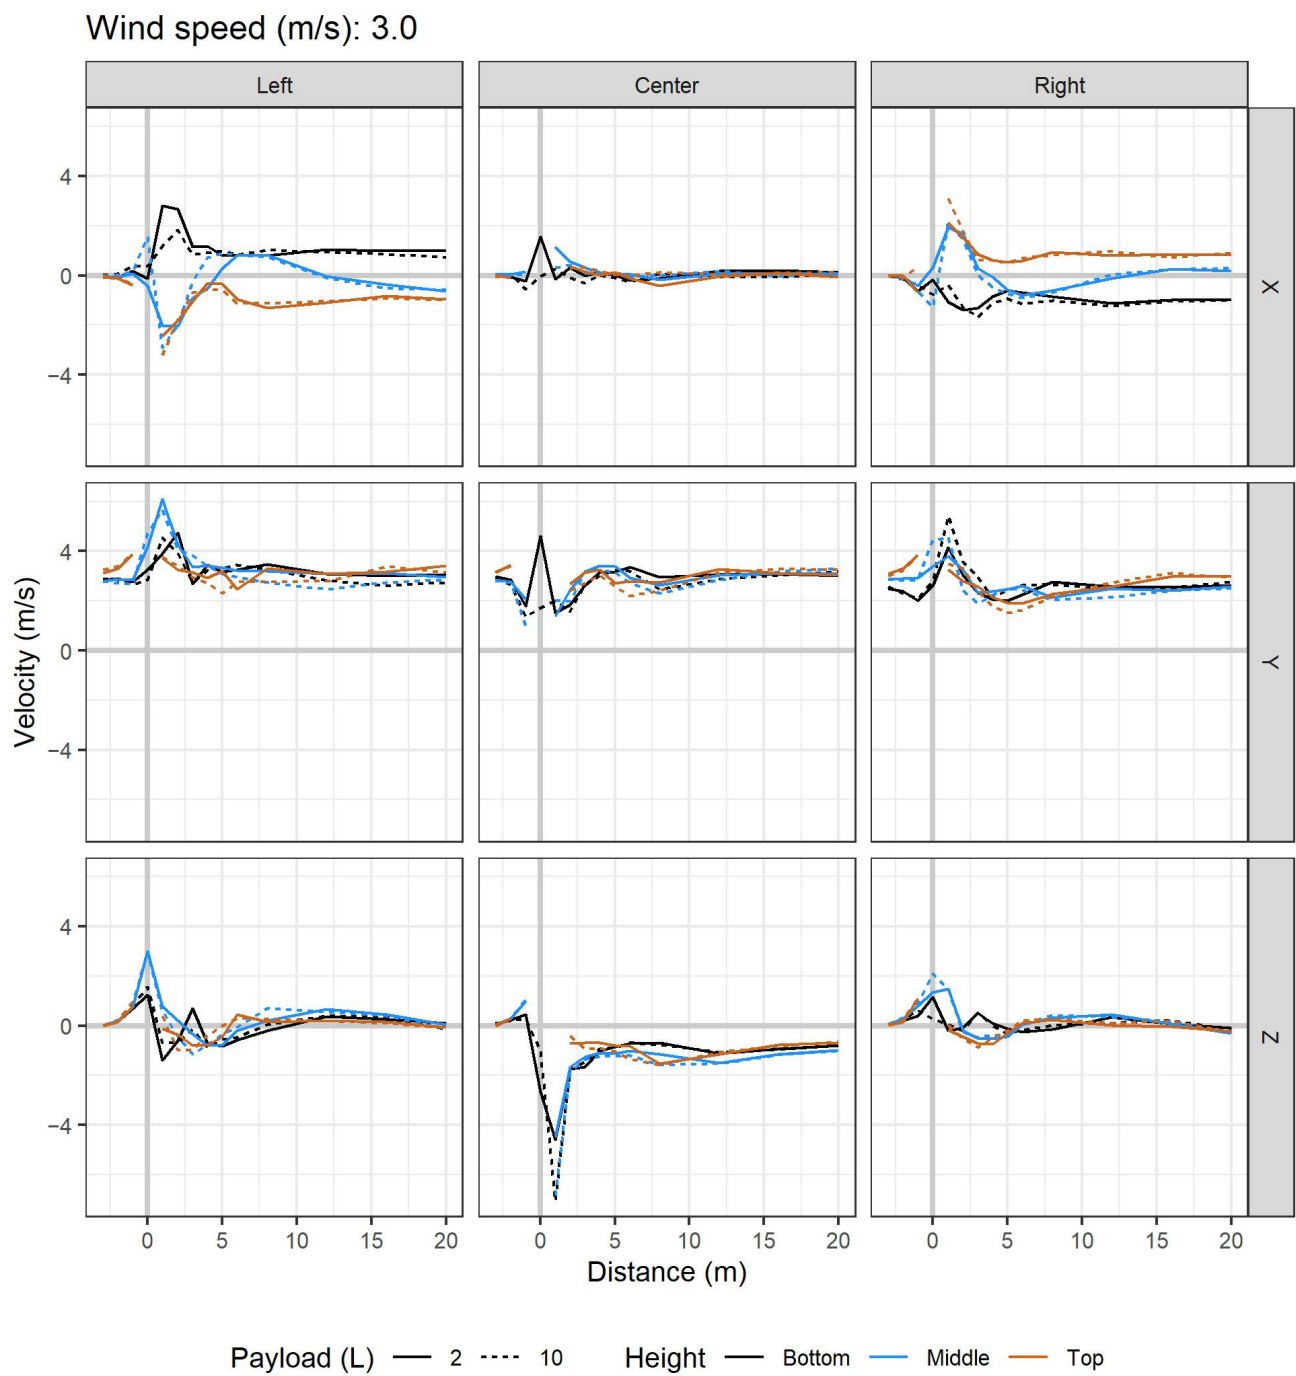 Wind speed (m/s): 3.0
Left Center Right
4
0
−4
X
4
0
−4
Y
4
0
−4
Z
Velocity (m/s)
0 5 10 15 20 0 5 10 15 20 0 5 10 15 20
Distance (m)
Payload (L) 2 10 Height Bottom Middle Top